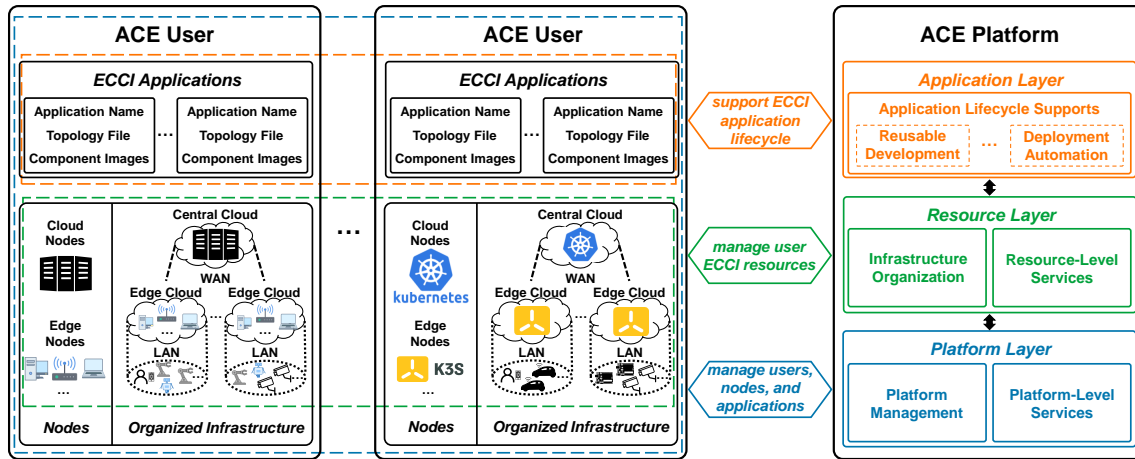 ACE User
ECCI Applications
Application Name
Topology File
Component Images
...
Application Name
Topology File
Component Images
Cloud
Nodes
Edge
Nodes
...
Nodes
Central Cloud
WAN
Edge Cloud
...
...
Edge Cloud
...
LAN
LAN
Organized Infrastructure
...
ACE User
ECCI Applications
Application Name
Topology File
Component Images
...
Application Name
Topology File
Component Images
Cloud
Nodes
kubernetes
Edge
Nodes
K3S
...
Nodes
Central Cloud
WAN
Edge Cloud
...
Edge Cloud
LAN
LAN
Organized Infrastructure
support ECCI
application
lifecycle
manage user
ECCI resources
manage users,
nodes, and
applications
ACE Platform
Application Layer
Application Lifecycle Supports
Reusable
Development
...
Deployment
Automation
Resource Layer
Infrastructure
Organization
Resource-Level
Services
Platform Layer
Platform
Management
Platform-Level
Services